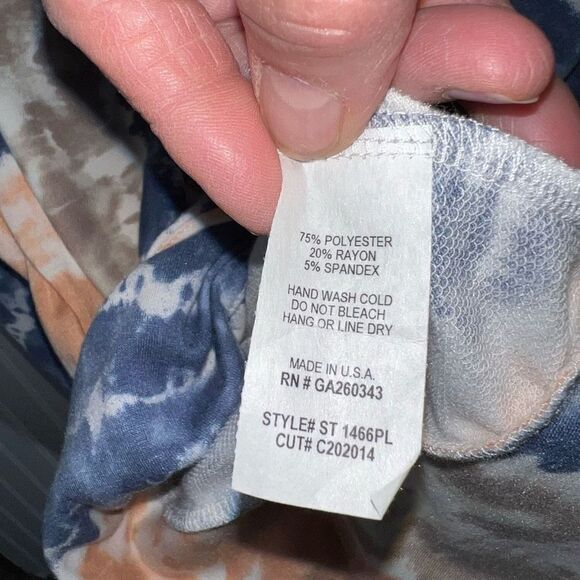 75% POLYESTER
20% RAYON
5% SPANDEX
HAND WASH COLD
DO NOT BLEACH
HANG OR LINE DRY
MADE IN U.S.A.
RN # GA260343
STYLE# ST 1466PL
CUT# C202014